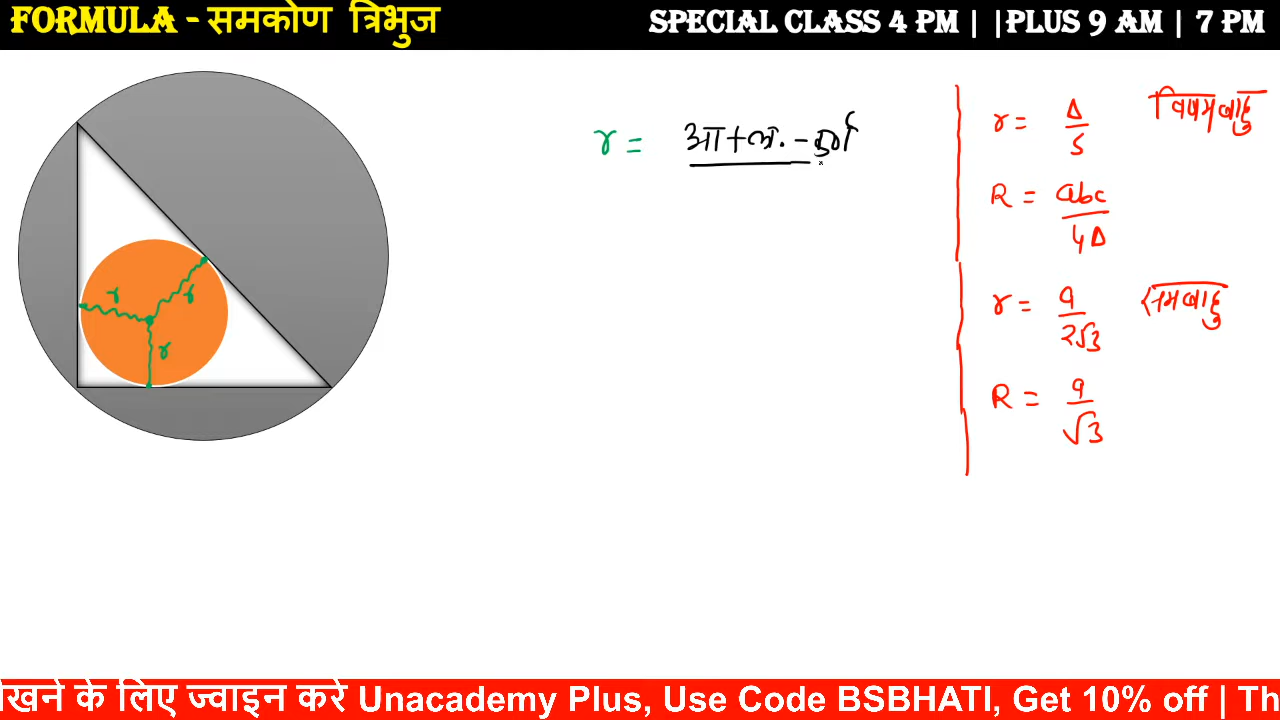 FORMULA - समकोण त्रिभुज
SPECIAL CLASS 4 PM | |PLUS 9 AM | 7 PM
r
r
r
r = आ+ल.-कर्ण
r = Δ/S विषमबाहु
R = abc/4Δ
r = a/2√3 समबाहु
R = a/√3
खने के लिए ज्वाइन करे Unacademy Plus, Use Code BSBHATI, Get 10% off | Th